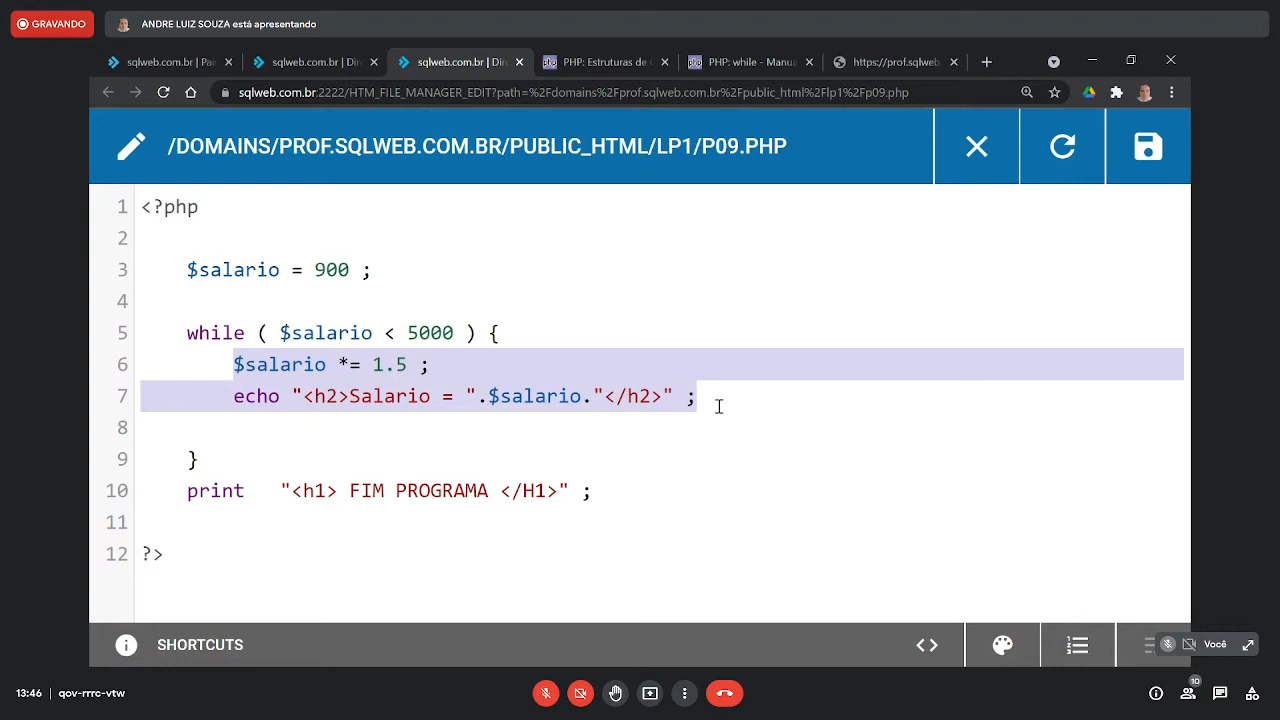 GRAVANDO
ANDRE LUIZ SOUZA está apresentando
sqlweb.com.br | Pai
sqlweb.com.br | Dire
sqlweb.com.br | Dire
PHP: Estruturas de C
PHP: while - Manua
https://prof.sqlweb
sqlweb.com.br:2222/HTM_FILE_MANAGER_EDIT?path=%2Fdomains%2Fprof.sqlweb.com.br%2Fpublic_html%2Flp1%2Fp09.php
/DOMAINS/PROF.SQLWEB.COM.BR/PUBLIC_HTML/LP1/P09.PHP
1 <?php
2
3 $salario = 900 ;
4
5 while ( $salario < 5000 ) {
6 $salario *= 1.5 ;
7 echo "<h2>Salario = ".$salario."</h2>" ;
8
9 }
10 print "<h1> FIM PROGRAMA </H1>" ;
11
12 ?>
SHORTCUTS
Você
13:46 qov-rrrc-vtw
10